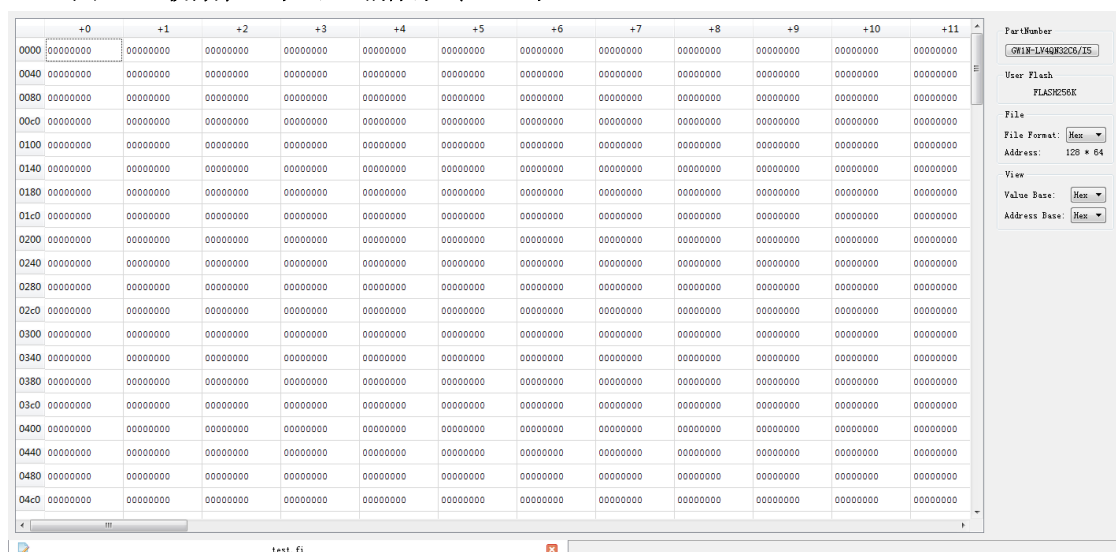 +0 +1 +2 +3 +4 +5 +6 +7 +8 +9 +10 +11
0000 00000000 00000000 00000000 00000000 00000000 00000000 00000000 00000000 00000000 00000000 00000000 00000000
0040 00000000 00000000 00000000 00000000 00000000 00000000 00000000 00000000 00000000 00000000 00000000 00000000
0080 00000000 00000000 00000000 00000000 00000000 00000000 00000000 00000000 00000000 00000000 00000000 00000000
00c0 00000000 00000000 00000000 00000000 00000000 00000000 00000000 00000000 00000000 00000000 00000000 00000000
0100 00000000 00000000 00000000 00000000 00000000 00000000 00000000 00000000 00000000 00000000 00000000 00000000
0140 00000000 00000000 00000000 00000000 00000000 00000000 00000000 00000000 00000000 00000000 00000000 00000000
0180 00000000 00000000 00000000 00000000 00000000 00000000 00000000 00000000 00000000 00000000 00000000 00000000
01c0 00000000 00000000 00000000 00000000 00000000 00000000 00000000 00000000 00000000 00000000 00000000 00000000
0200 00000000 00000000 00000000 00000000 00000000 00000000 00000000 00000000 00000000 00000000 00000000 00000000
0240 00000000 00000000 00000000 00000000 00000000 00000000 00000000 00000000 00000000 00000000 00000000 00000000
0280 00000000 00000000 00000000 00000000 00000000 00000000 00000000 00000000 00000000 00000000 00000000 00000000
02c0 00000000 00000000 00000000 00000000 00000000 00000000 00000000 00000000 00000000 00000000 00000000 00000000
0300 00000000 00000000 00000000 00000000 00000000 00000000 00000000 00000000 00000000 00000000 00000000 00000000
0340 00000000 00000000 00000000 00000000 00000000 00000000 00000000 00000000 00000000 00000000 00000000 00000000
0380 00000000 00000000 00000000 00000000 00000000 00000000 00000000 00000000 00000000 00000000 00000000 00000000
03c0 00000000 00000000 00000000 00000000 00000000 00000000 00000000 00000000 00000000 00000000 00000000 00000000
0400 00000000 00000000 00000000 00000000 00000000 00000000 00000000 00000000 00000000 00000000 00000000 00000000
0440 00000000 00000000 00000000 00000000 00000000 00000000 00000000 00000000 00000000 00000000 00000000 00000000
0480 00000000 00000000 00000000 00000000 00000000 00000000 00000000 00000000 00000000 00000000 00000000 00000000
04c0 00000000 00000000 00000000 00000000 00000000 00000000 00000000 00000000 00000000 00000000 00000000 00000000
PartNumber
GW1N-LV4QN32C6/I5
User Flash
FLASH256K
File
File Format: Hex
Address: 128 * 64
View
Value Base: Hex
Address Base: Hex
test.fi